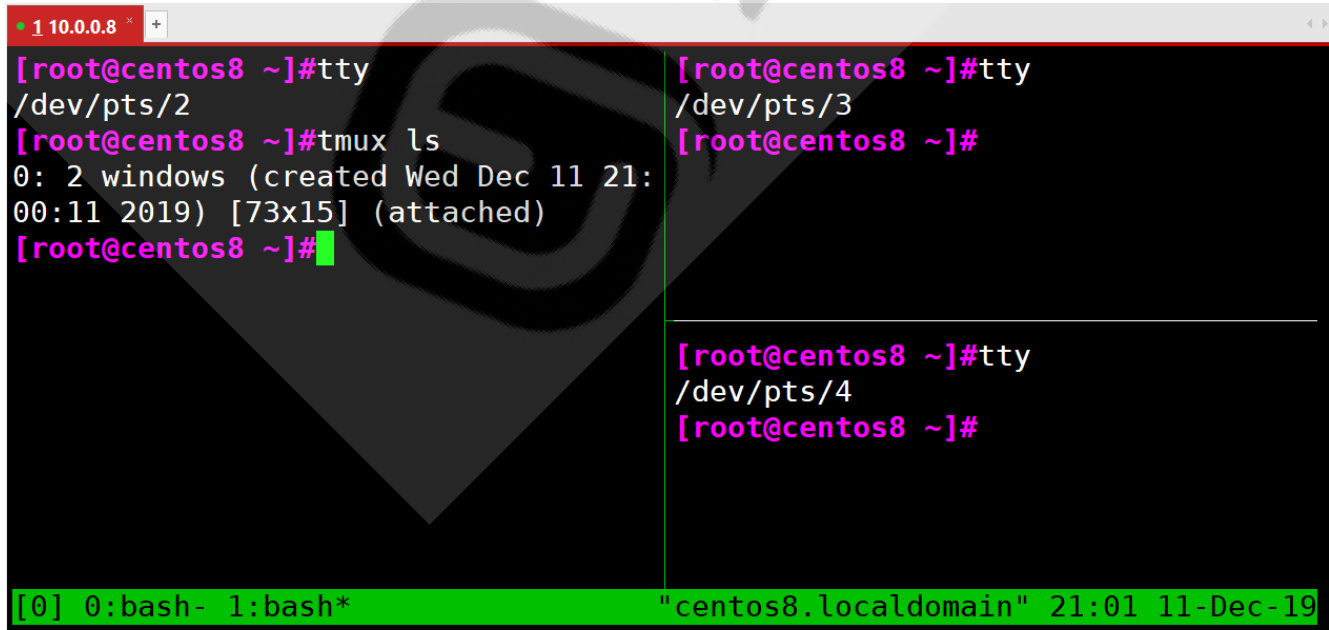 1 10.0.0.8 × +
[root@centos8 ~]#tty
/dev/pts/2
[root@centos8 ~]#tmux ls
0: 2 windows (created Wed Dec 11 21:
00:11 2019) [73x15] (attached)
[root@centos8 ~]#
[root@centos8 ~]#tty
/dev/pts/3
[root@centos8 ~]#
[root@centos8 ~]#tty
/dev/pts/4
[root@centos8 ~]#
[0] 0:bash- 1:bash* "centos8.localdomain" 21:01 11-Dec-19